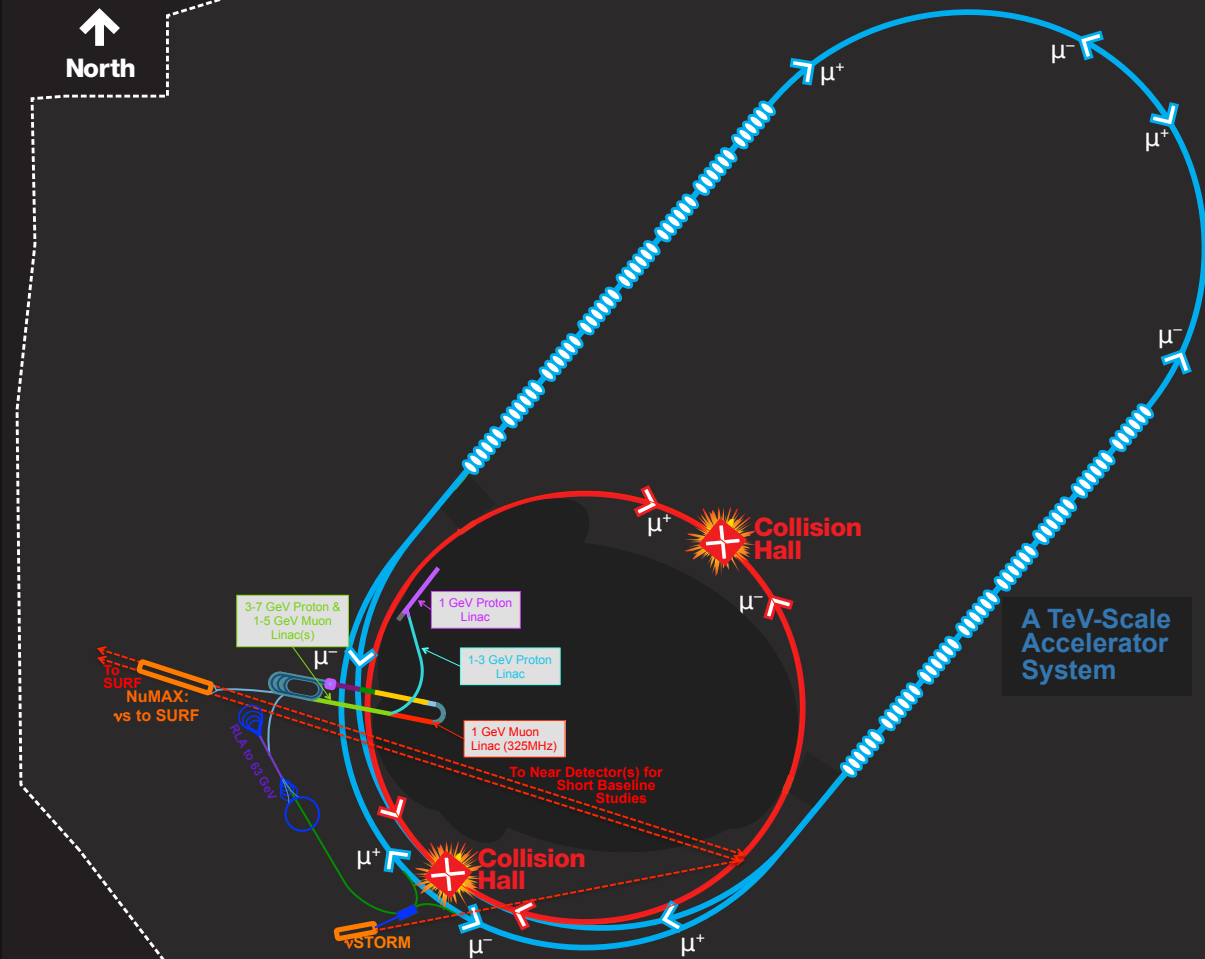 North
μ⁺
μ⁻
μ⁺
μ⁻
μ⁺
Collision
Hall
μ⁻
3-7 GeV Proton &
1-5 GeV Muon
Linac(s)
1 GeV Proton
Linac
A TeV-Scale
Accelerator
System
μ⁻
1-3 GeV Proton
Linac
To
SURF
NuMAX:
νs to SURF
RLA to 63 GeV
1 GeV Muon
Linac (325MHz)
To Near Detector(s) for
Short Baseline
Studies
μ⁺
Collision
Hall
νSTORM
μ⁻
μ⁺